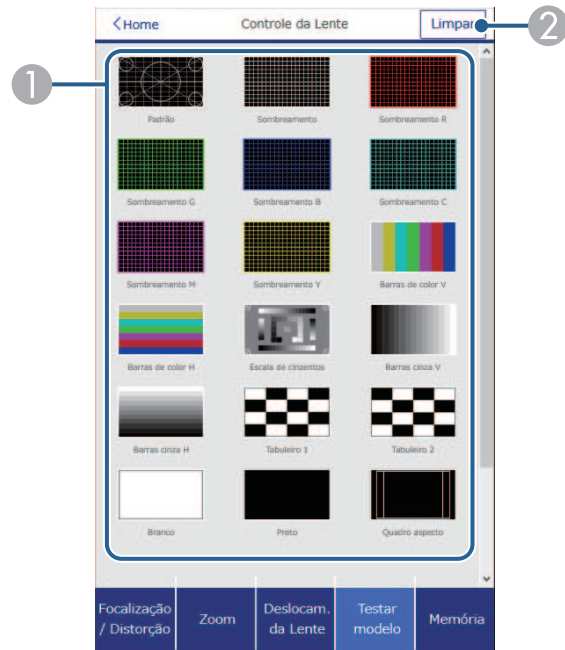 Home
Controle da Lente
Limpar
2
1
Padrão
Sombreamento
Sombreamento R
Sombreamento G
Sombreamento B
Sombreamento C
Sombreamento M
Sombreamento Y
Barras de color V
Barras de color H
Escala de cinzentos
Barras cinza V
Barras cinza H
Tabuleiro 1
Tabuleiro 2
Branco
Preto
Quadro aspecto
Focalização
/ Distorção
Zoom
Deslocam.
da Lente
Testar
modelo
Memória